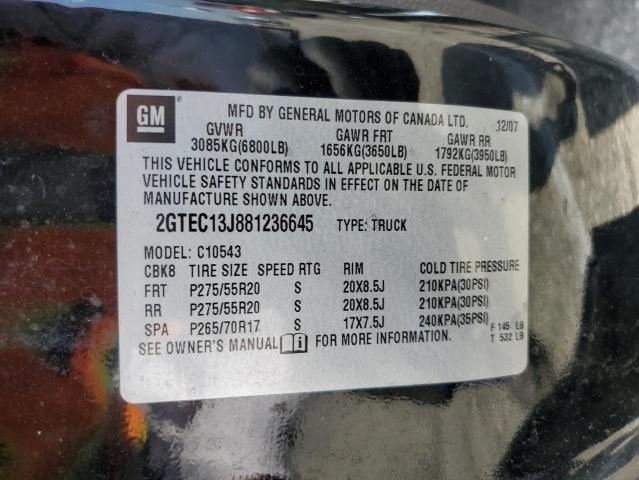 GM ®
MFD BY GENERAL MOTORS OF CANADA LTD. 12/07
GVWR GAWR FRT GAWR RR
3085KG(6800LB) 1656KG(3650LB) 1792KG(3950LB)
THIS VEHICLE CONFORMS TO ALL APPLICABLE U.S. FEDERAL MOTOR
VEHICLE SAFETY STANDARDS IN EFFECT ON THE DATE OF
MANUFACTURE SHOWN ABOVE.
2GTEC13J881236645 TYPE: TRUCK
MODEL: C10543
CBK8 TIRE SIZE SPEED RTG RIM COLD TIRE PRESSURE
FRT P275/55R20 S 20X8.5J 210KPA(30PSI)
RR P275/55R20 S 20X8.5J 210KPA(30PSI)
SPA P265/70R17 S 17X7.5J 240KPA(35PSI)
F 145 LB
SEE OWNER'S MANUAL i FOR MORE INFORMATION.
T 532 LB